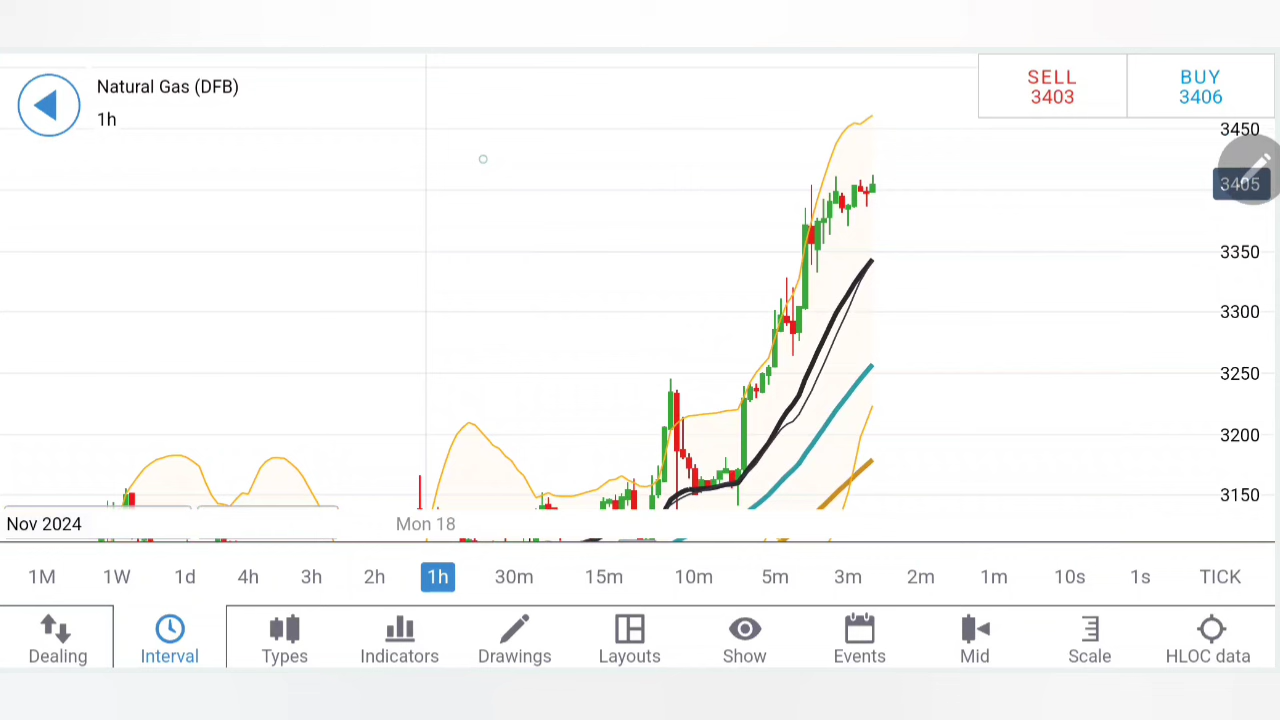 Natural Gas (DFB)
1h
SELL
3403
BUY
3406
3450
3405
3350
3300
3250
3200
3150
Nov 2024
Mon 18
1M 1W 1d 4h 3h 2h 1h 30m 15m 10m 5m 3m 2m 1m 10s 1s TICK
Dealing Interval Types Indicators Drawings Layouts Show Events Mid Scale HLOC data